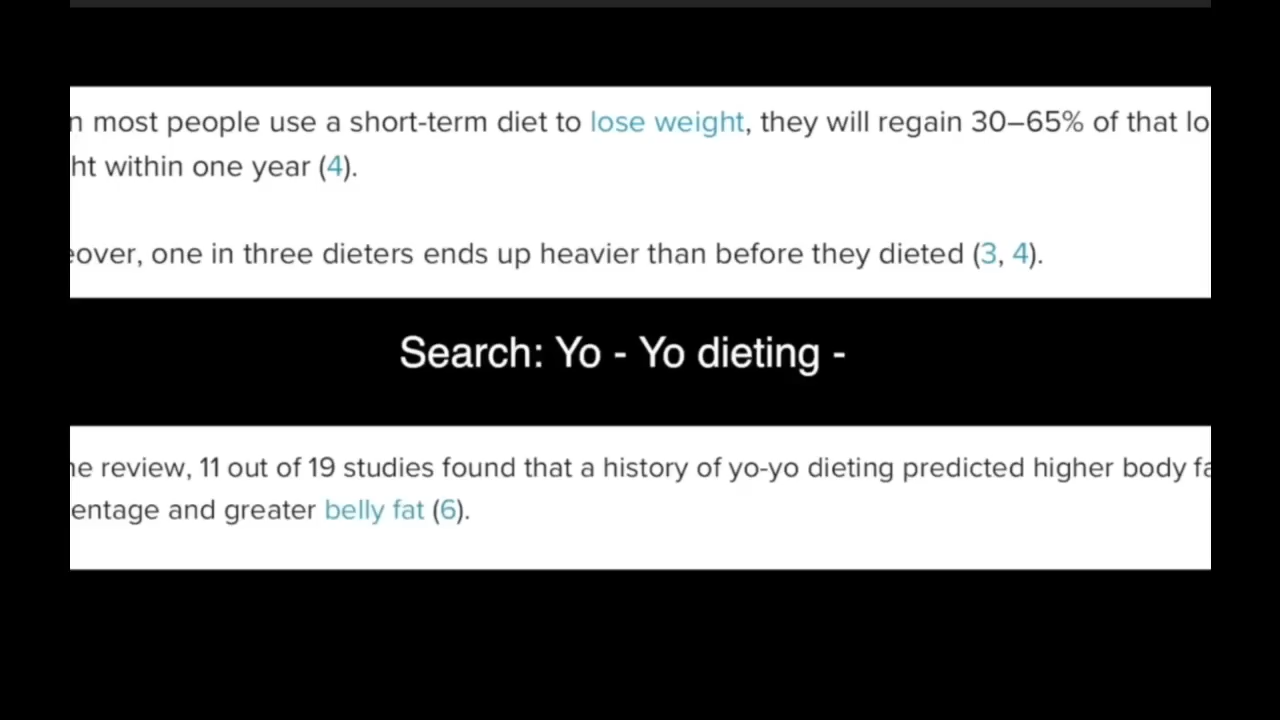 n most people use a short-term diet to lose weight, they will regain 30–65% of that lo
ht within one year (4).
eover, one in three dieters ends up heavier than before they dieted (3, 4).
Search: Yo - Yo dieting -
ne review, 11 out of 19 studies found that a history of yo-yo dieting predicted higher body fa
entage and greater belly fat (6).